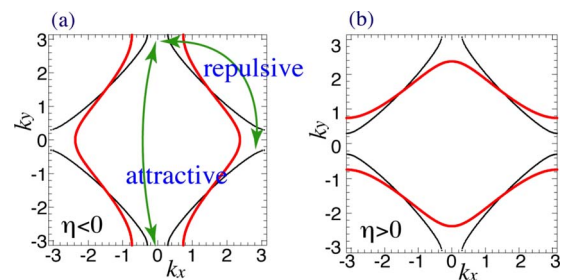 (a)
(b)
3
2
1
0
-1
-2
-3
ky
repulsive
attractive
η<0
-3 -2 -1 0 1 2 3
kx
3
2
1
0
-1
-2
-3
ky
η>0
-3 -2 -1 0 1 2 3
kx